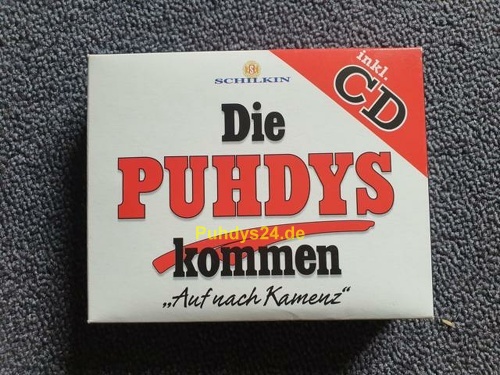 SCHILKIN
inkl.
CD
Die
PUHDYS
Puhdys24.de
kommen
„Auf nach Kamenz“